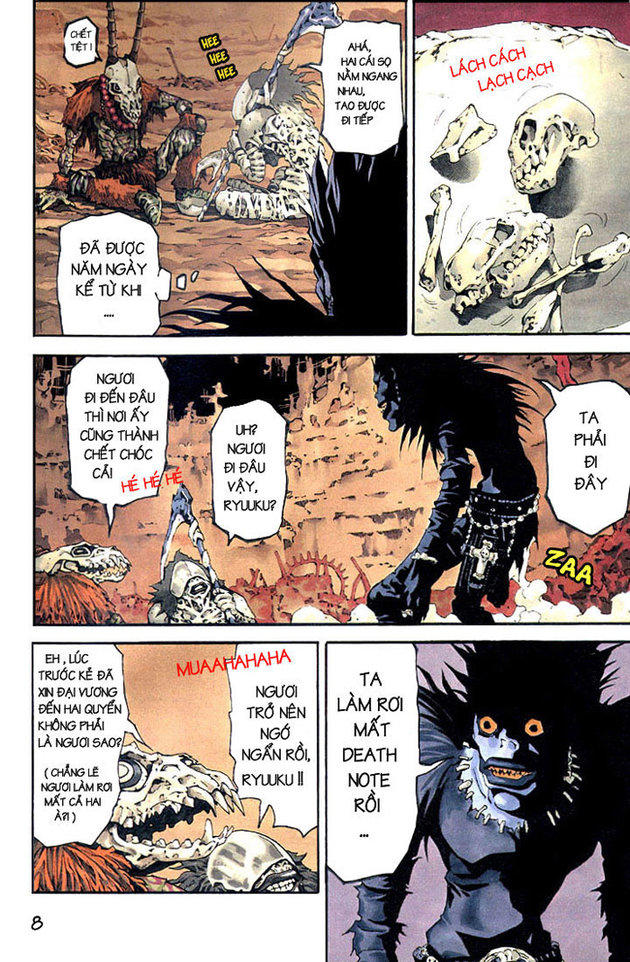 CHẾT
TIỆT !
HEE
HEE
HEE
AHÁ,
HAI CÁI SỌ
NẰM NGANG
NHAU,
TAO ĐƯỢC
ĐI TIẾP
LÁCH CÁCH
LẠCH CẠCH
ĐÃ ĐƯỢC
NĂM NGÀY
KỂ TỪ KHI
....
NGƯƠI
ĐI ĐẾN ĐÂU
THÌ NƠI ẤY
CŨNG THÀNH
CHẾT CHÓC
CẢ!
HÉ HÉ HÉ
UH?
NGƯƠI
ĐI ĐÂU
VẬY,
RYUUKU?
TA
PHẢI ĐI
ĐÂY
ZAA
EH , LÚC
TRƯỚC KẺ ĐÃ
XIN ĐẠI VƯƠNG
ĐẾN HAI QUYỂN
KHÔNG PHẢI
LÀ NGƯƠI SAO?
( CHẲNG LẼ
NGƯƠI LÀM RƠI
MẤT CẢ HAI
À?! )
MUAAHAHAHA
NGƯƠI
TRỞ NÊN
NGỚ
NGẨN RỒI,
RYUUKU !!
TA
LÀM RƠI
MẤT
DEATH
NOTE
RỒI
...
8